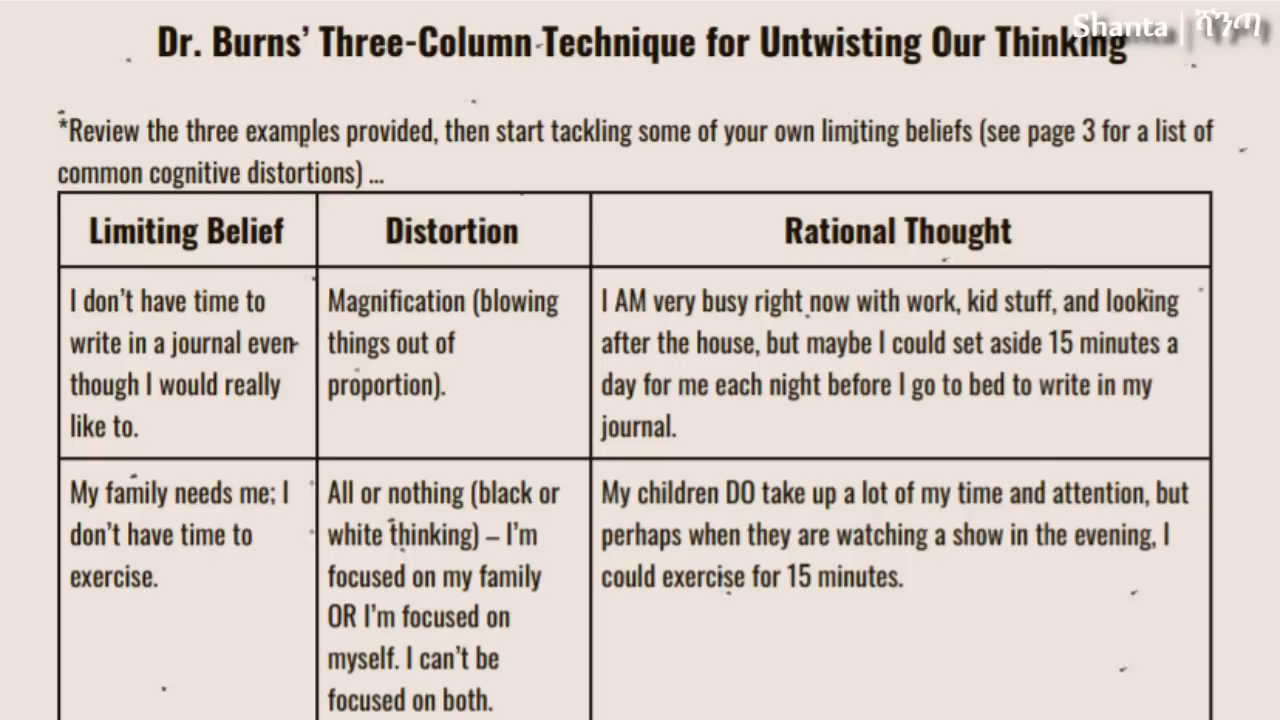 Shanta | ሻንጣ
Dr. Burns’ Three-Column Technique for Untwisting Our Thinking
*Review the three examples provided, then start tackling some of your own limiting beliefs (see page 3 for a list of
common cognitive distortions) ...
Limiting Belief
Distortion
Rational Thought
I don’t have time to
write in a journal even
though I would really
like to.
Magnification (blowing
things out of
proportion).
I AM very busy right now with work, kid stuff, and looking
after the house, but maybe I could set aside 15 minutes a
day for me each night before I go to bed to write in my
journal.
My family needs me; I
don’t have time to
exercise.
All or nothing (black or
white thinking) – I’m
focused on my family
OR I’m focused on
myself. I can’t be
focused on both.
My children DO take up a lot of my time and attention, but
perhaps when they are watching a show in the evening, I
could exercise for 15 minutes.